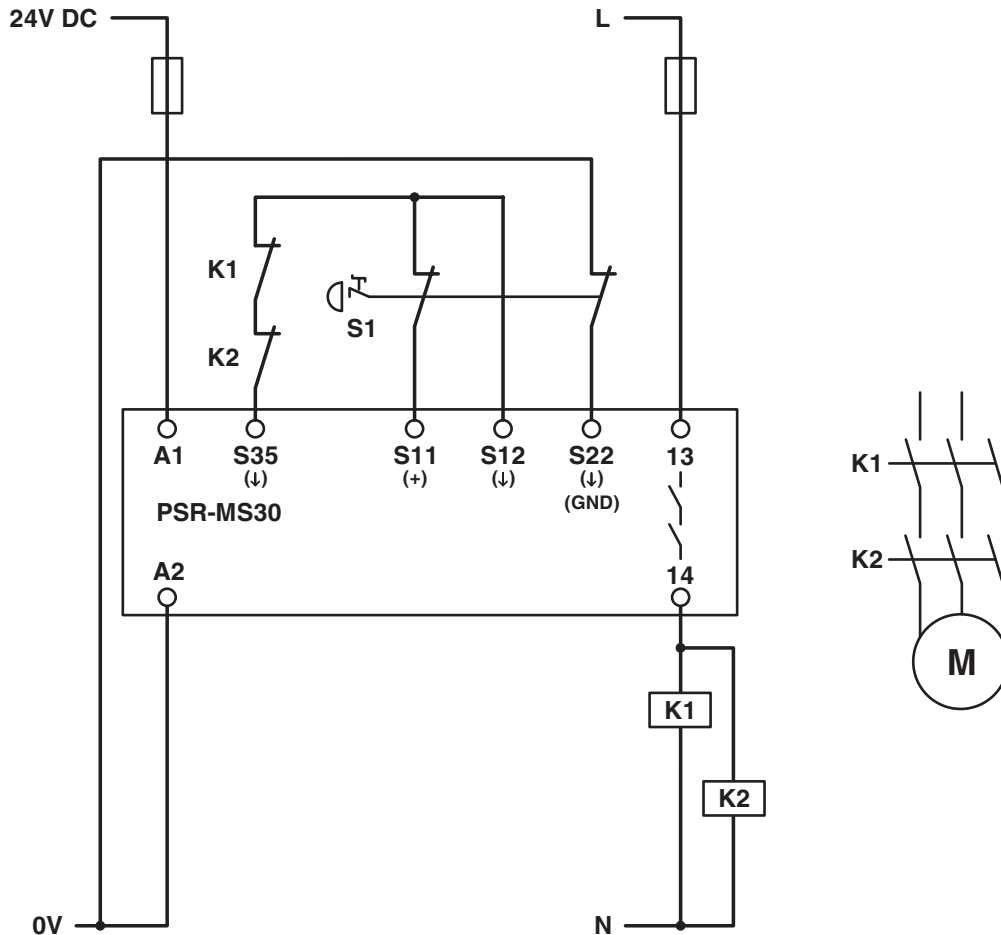 24V DC
L
K1
S1
K2
A1
S35
(↓)
S11
(+)
S12
(↓)
S22
(↓)
(GND)
13
PSR-MS30
A2
14
K1
K2
0V
N
K1
K2
M